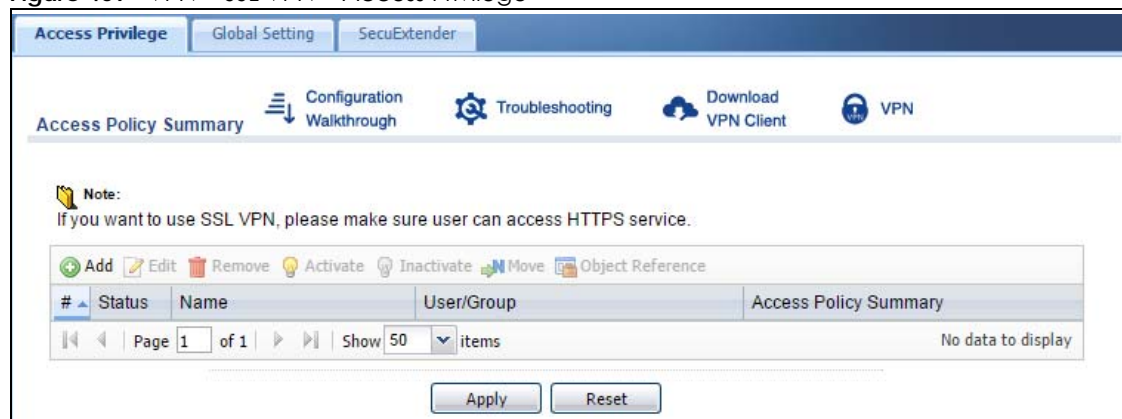 Access Privilege Global Setting SecuExtender
Access Policy Summary Configuration Walkthrough Troubleshooting Download VPN Client VPN
Note:
If you want to use SSL VPN, please make sure user can access HTTPS service.
Add Edit Remove Activate Inactivate Move Object Reference
# Status Name User/Group Access Policy Summary
Page 1 of 1 Show 50 items No data to display
Apply Reset